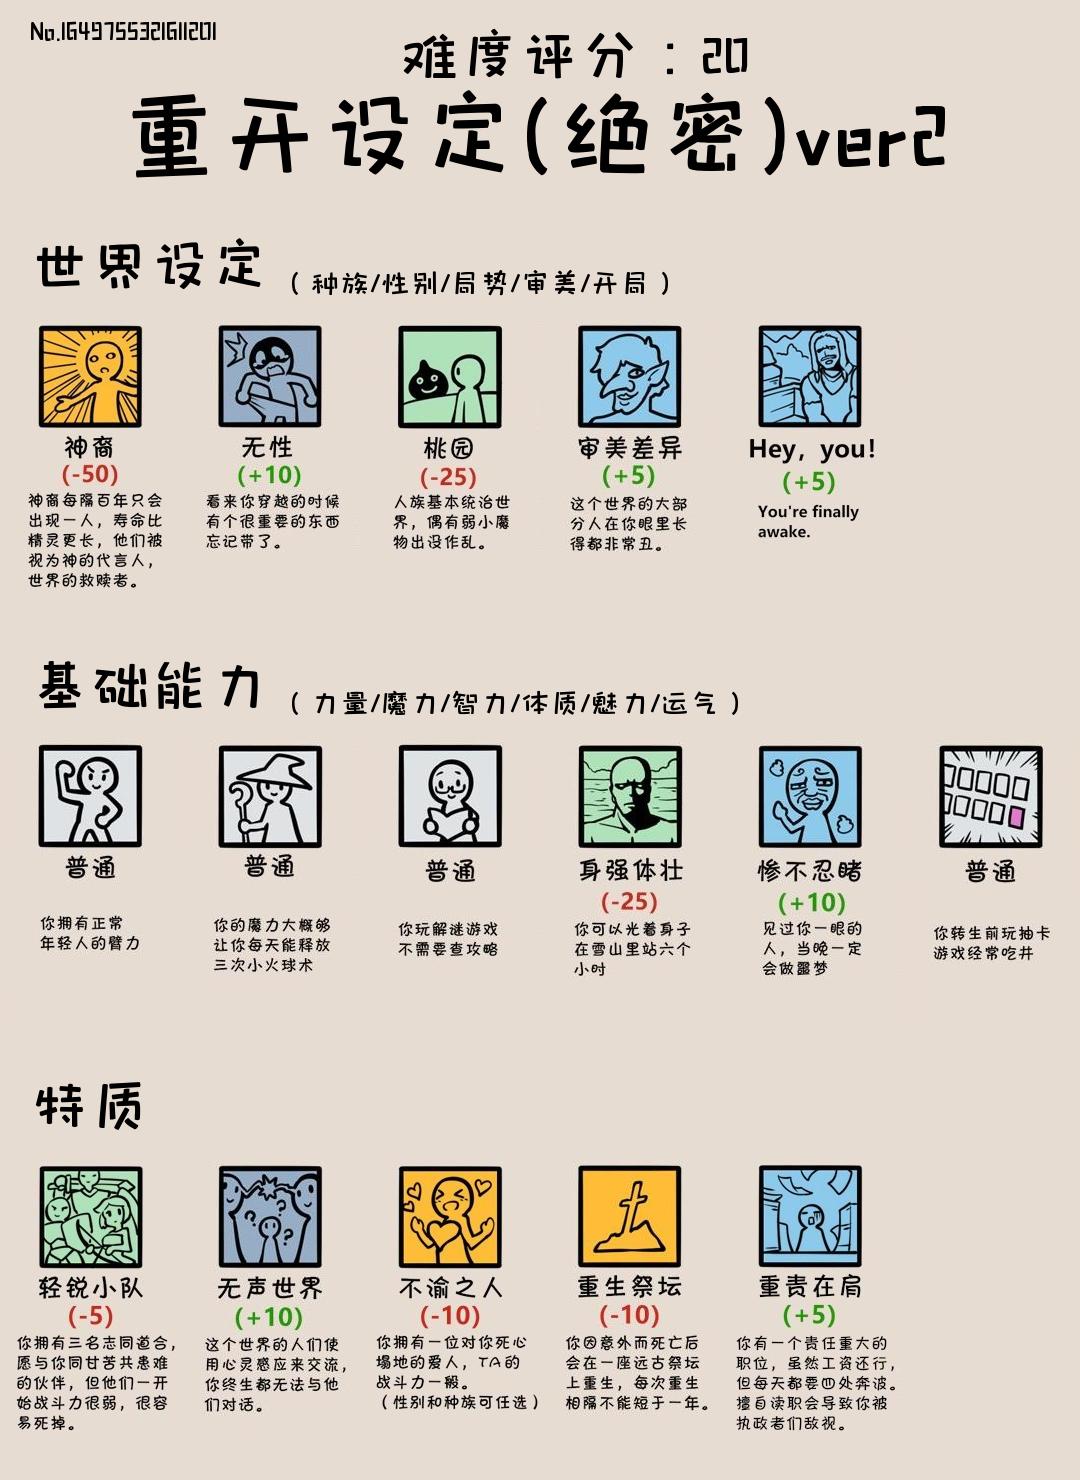 No.1649755321611201
难度评分：20
重开设定(绝密)ver2
世界设定（种族/性别/局势/审美/开局）
神裔
(-50)
神裔每隔百年只会
出现一人，寿命比
精灵更长，他们被
视为神的代言人，
世界的救赎者。
无性
(+10)
看来你穿越的时候
有个很重要的东西
忘记带了。
桃园
(-25)
人族基本统治世
界，偶有弱小魔
物出没作乱。
审美差异
(+5)
这个世界的大部
分人在你眼里长
得都非常丑。
Hey, you!
(+5)
You're finally
awake.
基础能力（力量/魔力/智力/体质/魅力/运气）
普通
你拥有正常
年轻人的臂力
普通
你的魔力大概够
让你每天能释放
三次小火球术
普通
你玩解谜游戏
不需要查攻略
身强体壮
(-25)
你可以光着身子
在雪山里站六个
小时
惨不忍睹
(+10)
见过你一眼的
人，当晚一定
会做噩梦
普通
你转生前玩抽卡
游戏经常吃井
特质
轻锐小队
(-5)
你拥有三名志同道合，
愿与你同甘苦共患难
的伙伴，但他们一开
始战斗力很弱，很容
易死掉。
无声世界
(+10)
这个世界的人们使
用心灵感应来交流，
你终生都无法与他
们对话。
不渝之人
(-10)
你拥有一位对你死心
塌地的爱人，TA的
战斗力一般。
（性别和种族可任选）
重生祭坛
(-10)
你因意外而死亡后
会在一座远古祭坛
上重生，每次重生
相隔不能短于一年。
重责在肩
(+5)
你有一个责任重大的
职位，虽然工资还行，
但每天都要四处奔波。
擅自渎职会导致你被
执政者们敌视。